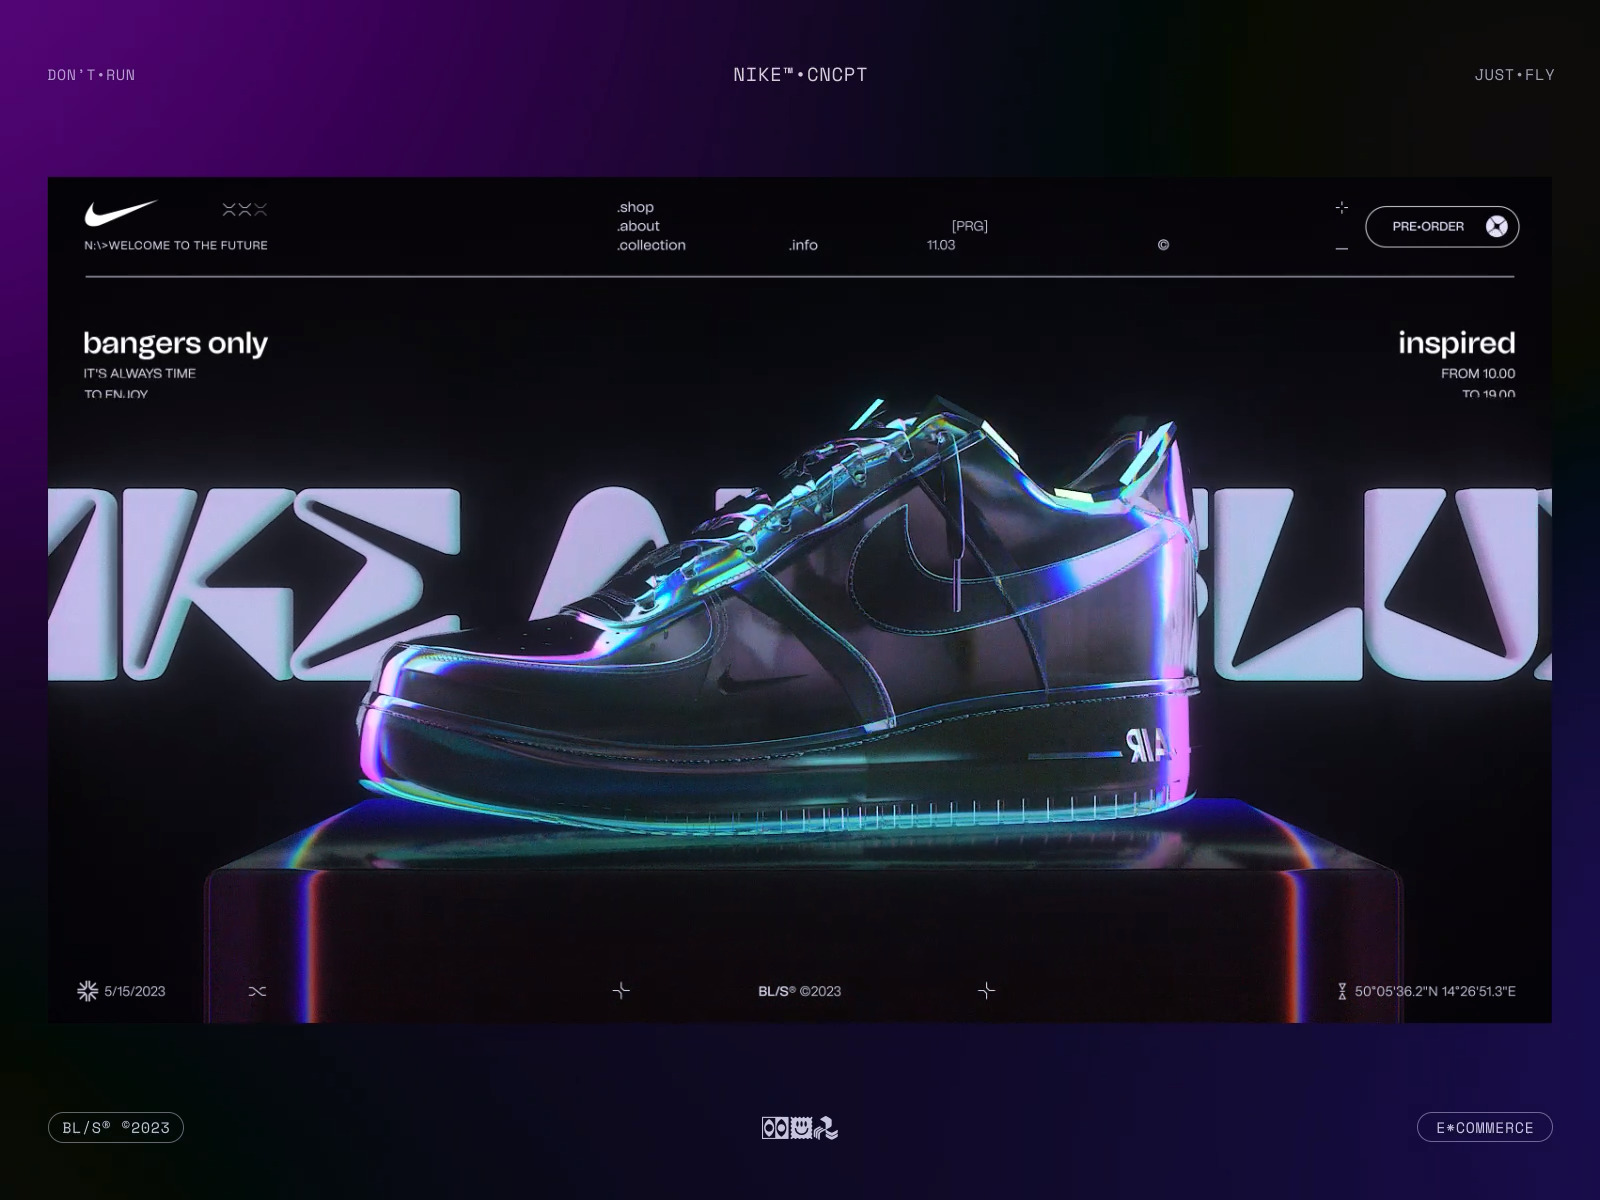 DON'T•RUN
NIKE™•CNCPT
JUST•FLY
N:\>WELCOME TO THE FUTURE
.shop
.about
.collection
.info
[PRG]
11.03
©
PRE•ORDER
bangers only
IT'S ALWAYS TIME
TO ENJOY
inspired
FROM 10.00
TO 19.00
AIR
5/15/2023
BL/S® ©2023
50°05'36.2"N 14°26'51.3"E
BL/S® ©2023
E*COMMERCE